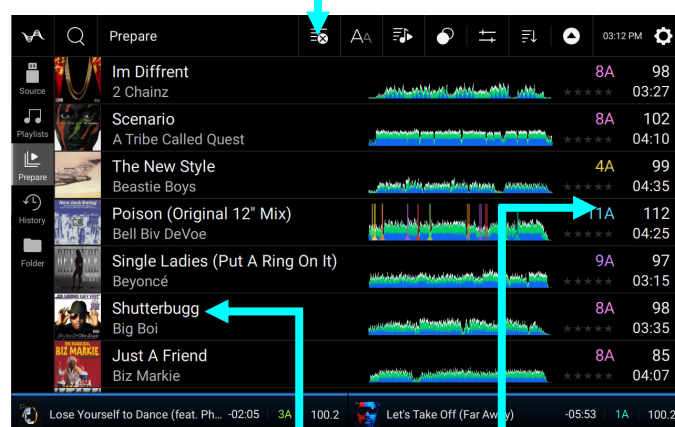 Prepare
AA
03:12 PM
Source
Playlists
Prepare
History
Folder
Im Diffrent
2 Chainz
8A
98
03:27
Scenario
A Tribe Called Quest
8A
102
04:10
The New Style
Beastie Boys
4A
99
04:35
Poison (Original 12" Mix)
Bell Biv DeVoe
11A
112
04:25
Single Ladies (Put A Ring On It)
Beyoncé
9A
97
03:15
Shutterbugg
Big Boi
8A
98
03:35
BIZ MARKIE
Just A Friend
Biz Markie
8A
85
04:07
Lose Yourself to Dance (feat. Ph... -02:05 3A 100.2
Let's Take Off (Far Away) -05:53 1A 100.2